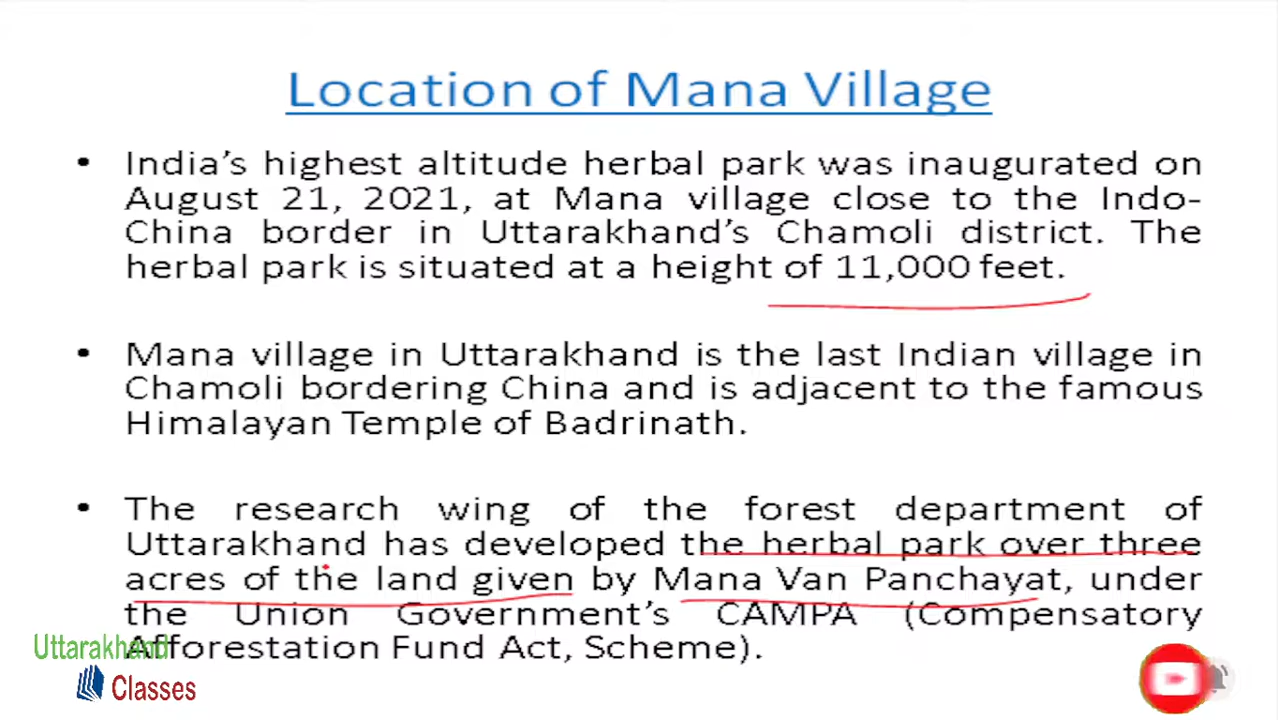 Location of Mana Village
• India's highest altitude herbal park was inaugurated on
August 21, 2021, at Mana village close to the Indo-
China border in Uttarakhand's Chamoli district. The
herbal park is situated at a height of 11,000 feet.
• Mana village in Uttarakhand is the last Indian village in
Chamoli bordering China and is adjacent to the famous
Himalayan Temple of Badrinath.
• The research wing of the forest department of
Uttarakhand has developed the herbal park over three
acres of the land given by Mana Van Panchayat, under
the Union Government's CAMPA (Compensatory
Afforestation Fund Act, Scheme).
Uttarakhand
Classes